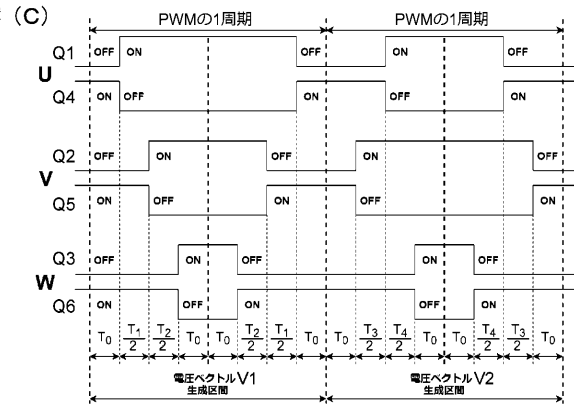 (C)
PWMの1周期 PWMの1周期
Q1 OFF ON OFF ON OFF
U
Q4 ON OFF ON OFF ON
Q2 OFF ON OFF ON OFF
V
Q5 ON OFF ON OFF ON
Q3 OFF ON OFF ON OFF
W
Q6 ON OFF ON OFF ON
T0 T1/2 T2/2 T0 T0 T2/2 T1/2 T0 T0 T3/2 T4/2 T0 T0 T4/2 T3/2 T0
電圧ベクトルV1 電圧ベクトルV2
生成区間 生成区間